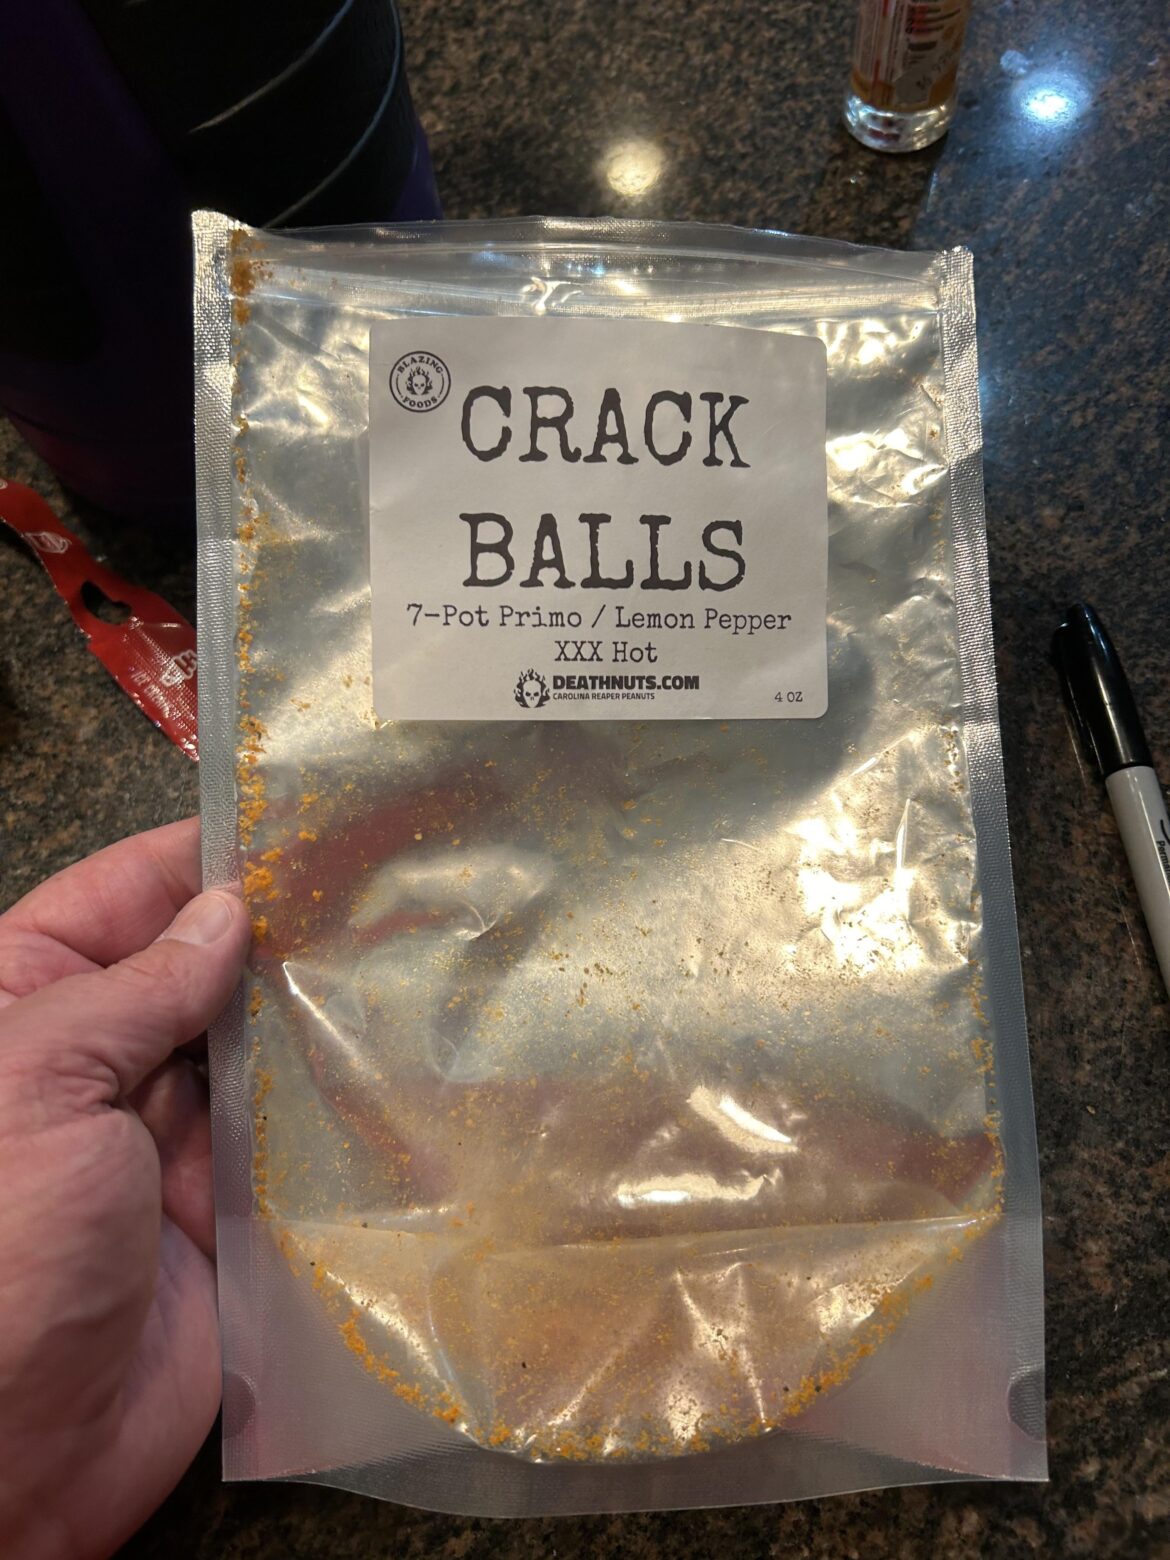 BLAZING
FOODS
CRACK
BALLS
7-Pot Primo / Lemon Pepper
XXX Hot
DEATHNUTS.COM
CAROLINA REAPER PEANUTS
4 OZ